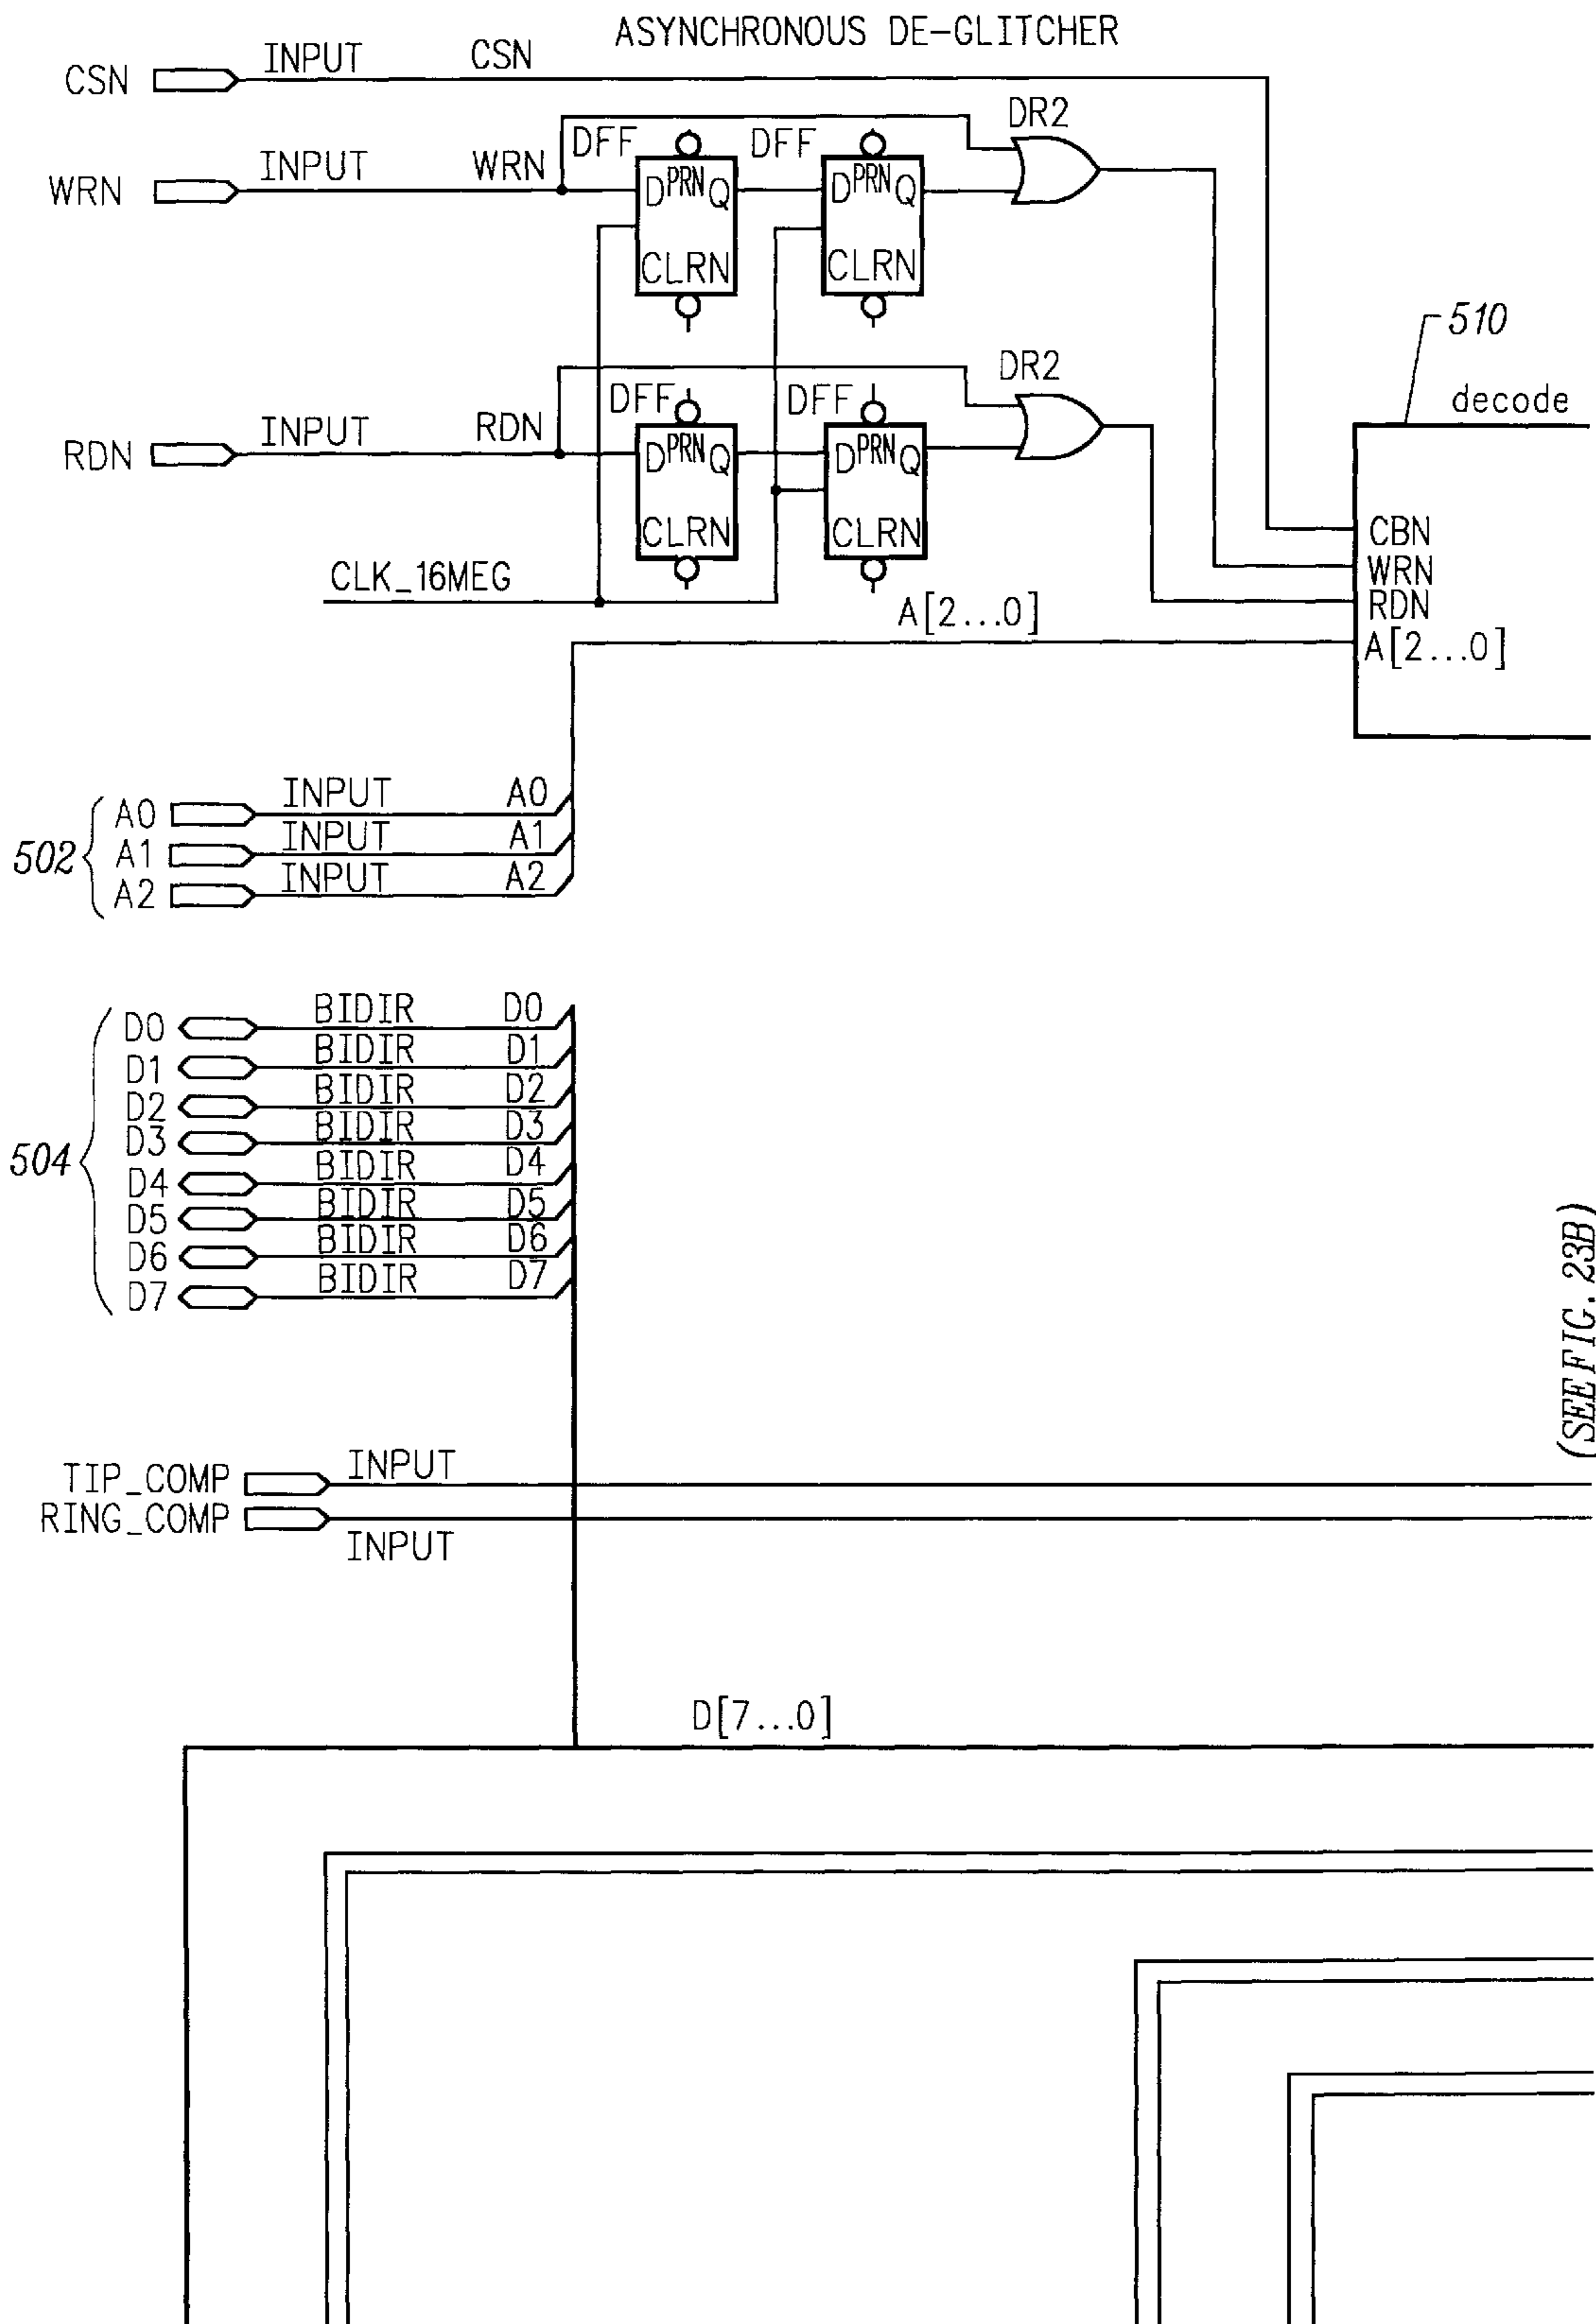 ASYNCHRONOUS DE-GLITCHER
CSN INPUT CSN
DR2
DFF DFF
WRN INPUT WRN
D PRN Q D PRN Q
CLRN CLRN
510
DR2
DFF DFF
decode
RDN INPUT RDN
D PRN Q D PRN Q
CLRN CLRN
CBN
WRN
RDN
A[2...0]
CLK_16MEG
A[2...0]
502
A0 INPUT A0
A1 INPUT A1
A2 INPUT A2
504
D0 BIDIR D0
D1 BIDIR D1
D2 BIDIR D2
D3 BIDIR D3
D4 BIDIR D4
D5 BIDIR D5
D6 BIDIR D6
D7 BIDIR D7
(SEE FIG. 23B)
TIP_COMP INPUT
RING_COMP INPUT
D[7...0]